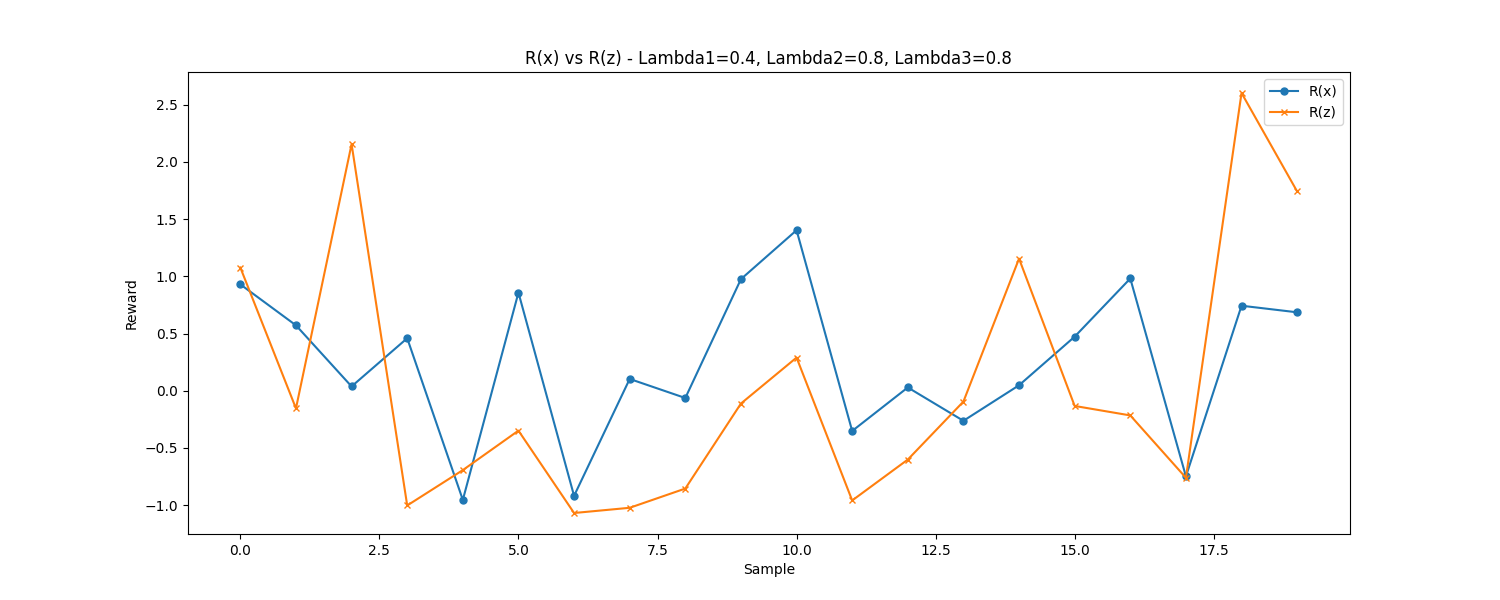 R(x) vs R(z) - Lambda1=0.4, Lambda2=0.8, Lambda3=0.8
R(x)
R(z)
2.5
2.0
1.5
1.0
0.5
0.0
−0.5
−1.0
Reward
0.0 2.5 5.0 7.5 10.0 12.5 15.0 17.5
Sample